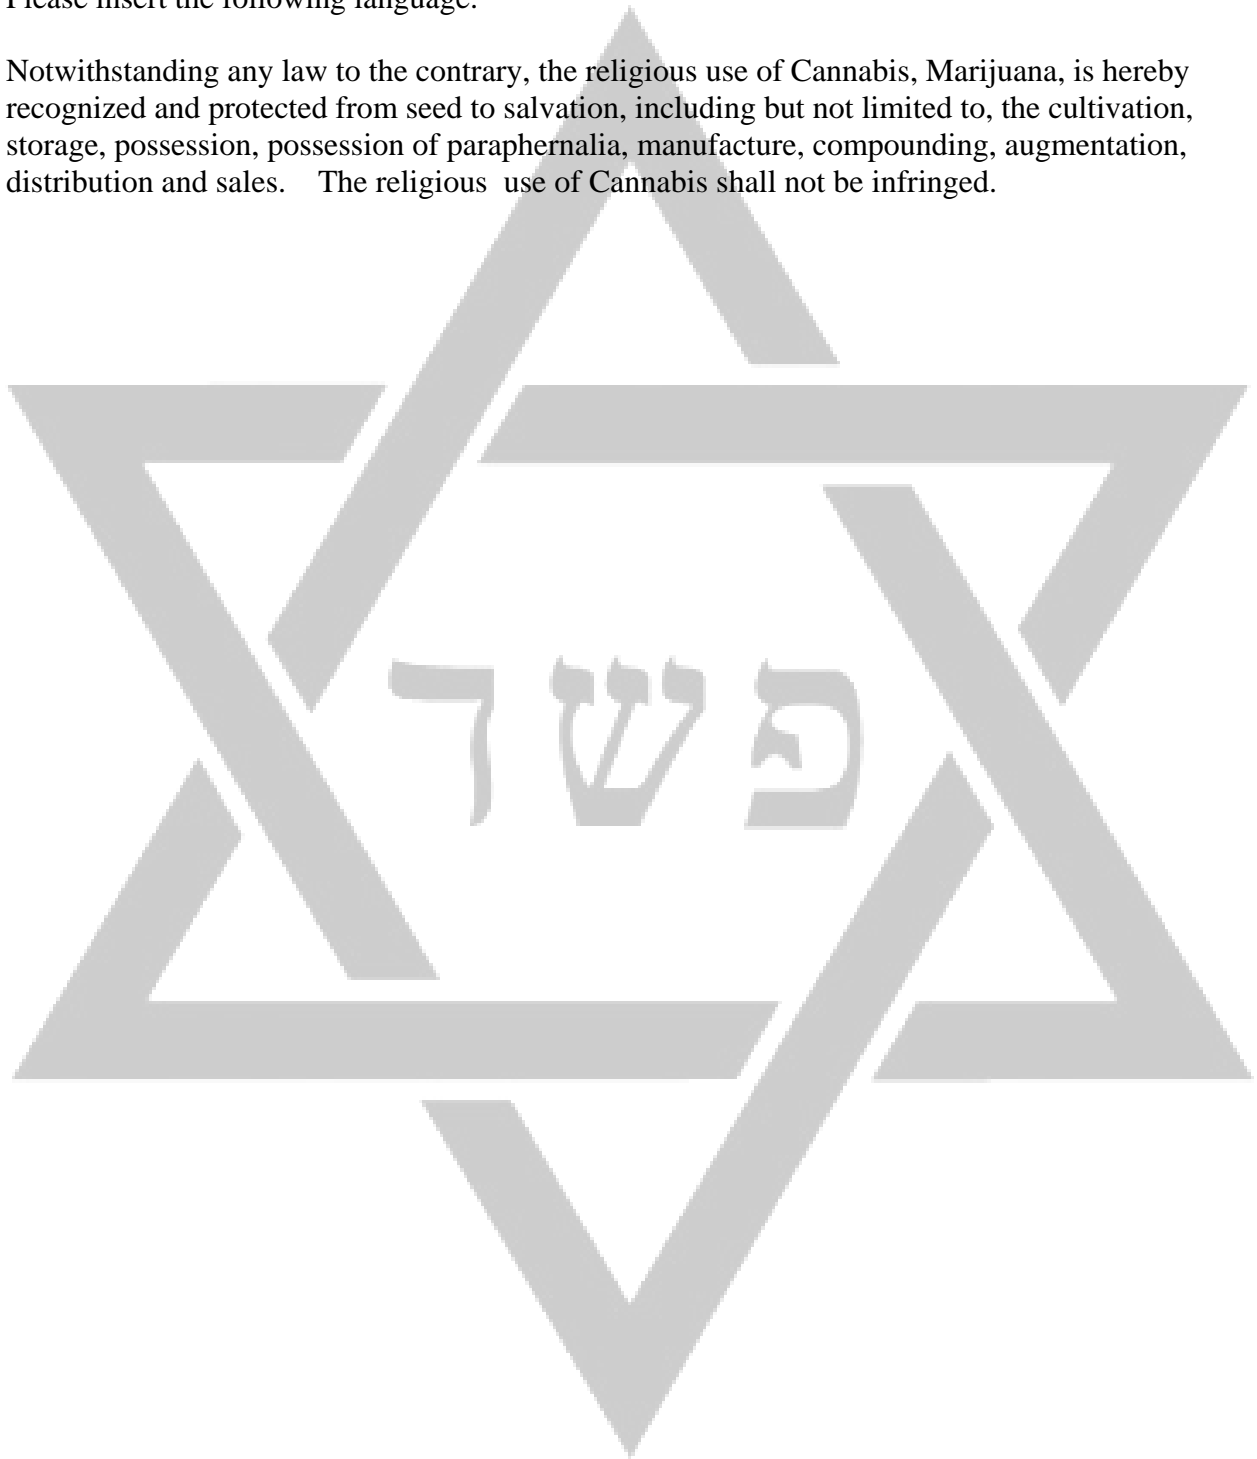 Please insert the following language:
Notwithstanding any law to the contrary, the religious use of Cannabis, Marijuana, is hereby
recognized and protected from seed to salvation, including but not limited to, the cultivation,
storage, possession, possession of paraphernalia, manufacture, compounding, augmentation,
distribution and sales. The religious use of Cannabis shall not be infringed.
פ ש ד